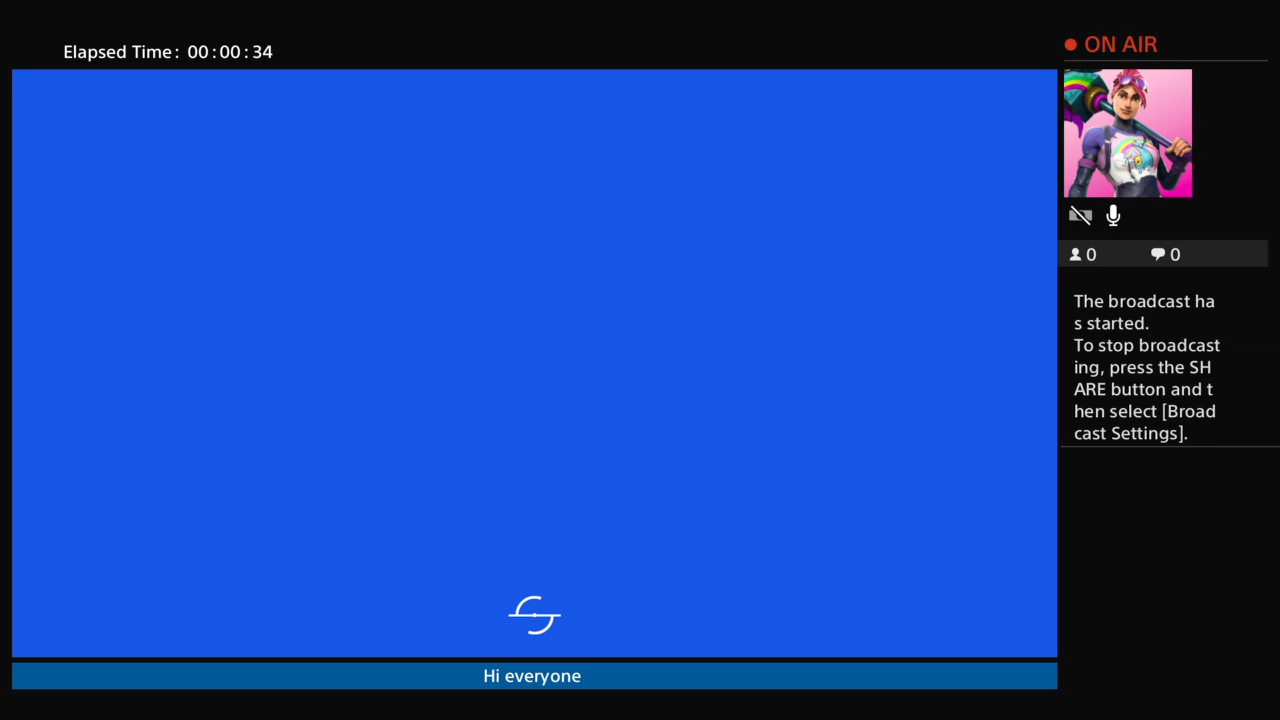 Elapsed Time: 00:00:34
ON AIR
0 0
The broadcast ha
s started.
To stop broadcast
ing, press the SH
ARE button and t
hen select [Broad
cast Settings].
Hi everyone